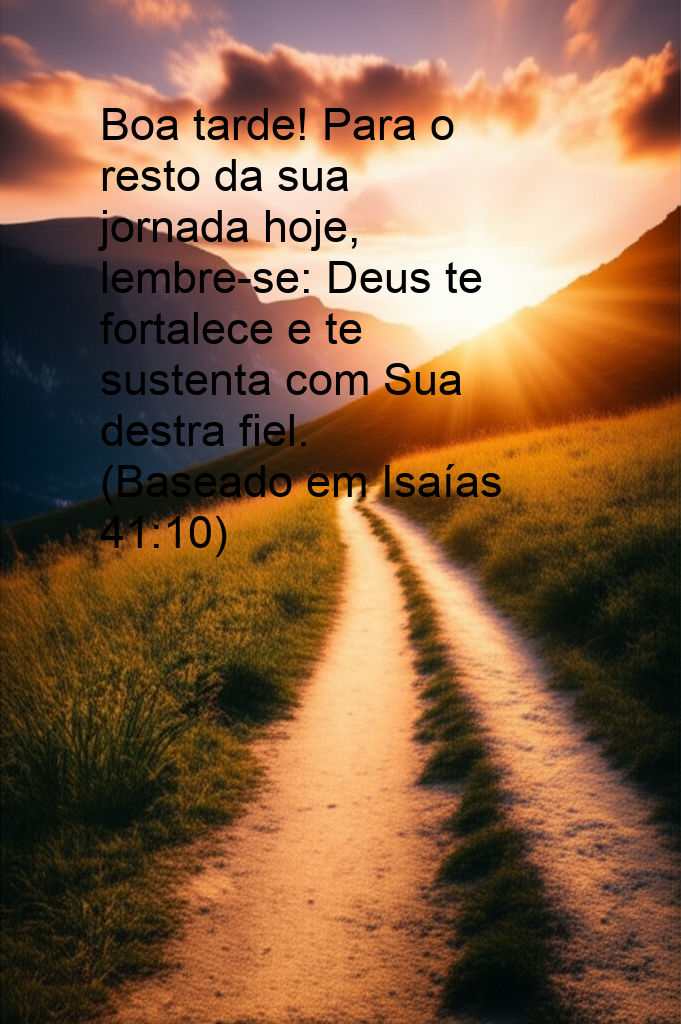 Boa tarde! Para o
resto da sua
jornada hoje,
lembre-se: Deus te
fortalece e te
sustenta com Sua
destra fiel.
(Baseado em Isaías
41:10)